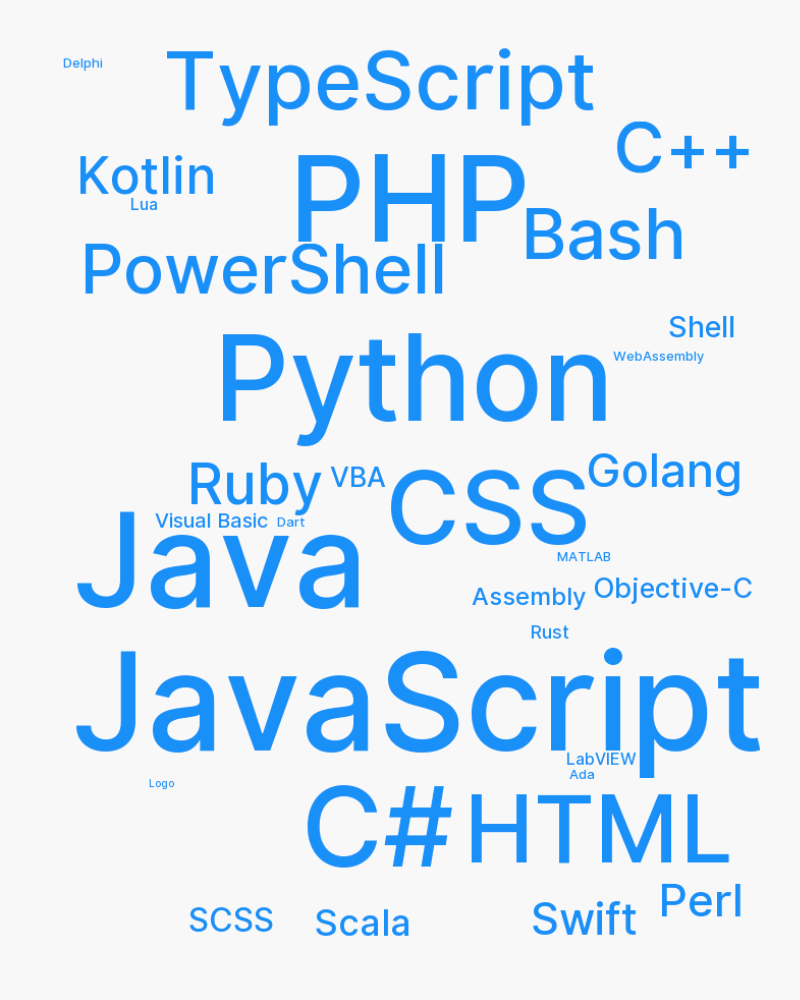 Delphi
TypeScript
C++
Kotlin
Lua
PHP
Bash
PowerShell
Shell
WebAssembly
Python
Ruby
VBA
CSS
Golang
Visual Basic
Dart
Java
MATLAB
Assembly
Objective-C
Rust
JavaScript
LabVIEW
Ada
Logo
C#
HTML
SCSS
Scala
Swift
Perl